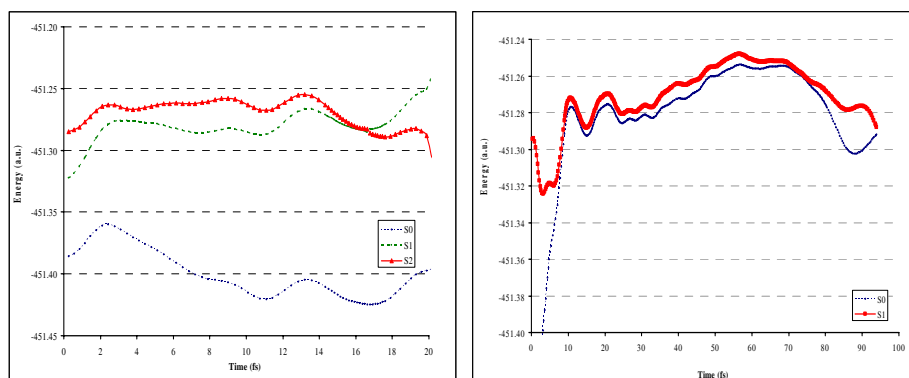 -451.20
-451.25
-451.30
-451.35
-451.40
-451.45
Energy (a.u.)
0 2 4 6 8 10 12 14 16 18 20
Time (fs)
S0
S1
S2
-451.24
-451.26
-451.28
-451.30
-451.32
-451.34
-451.36
-451.38
-451.40
Energy (a.u.)
0 10 20 30 40 50 60 70 80 90 100
Time (fs)
S0
S1